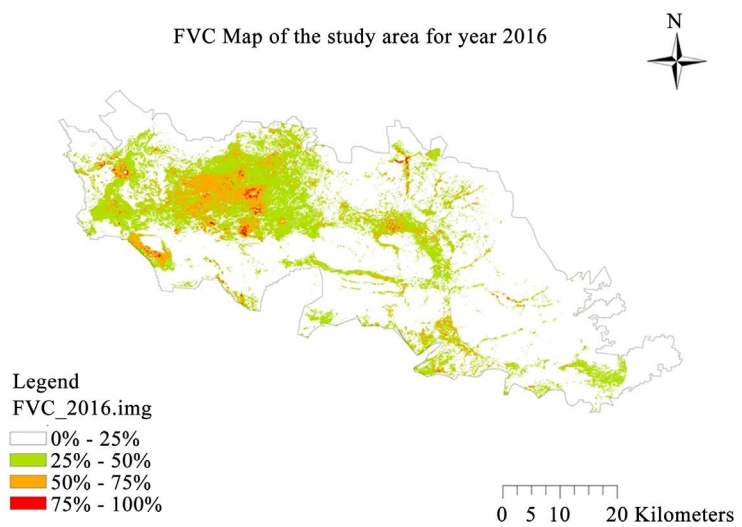 FVC Map of the study area for year 2016
N
Legend
FVC_2016.img
0% - 25%
25% - 50%
50% - 75%
75% - 100%
0 5 10 20 Kilometers